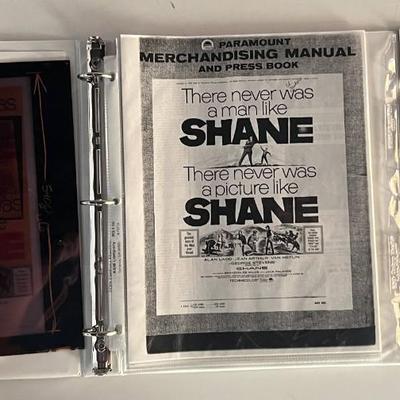 PARAMOUNT
MERCHANDISING MANUAL
AND PRESS BOOK
There never was
a man like
SHANE
There never was
a picture like
SHANE
ALAN LADD · JEAN ARTHUR · VAN HEFLIN
GEORGE STEVENS'
SHANE
TECHNICOLOR